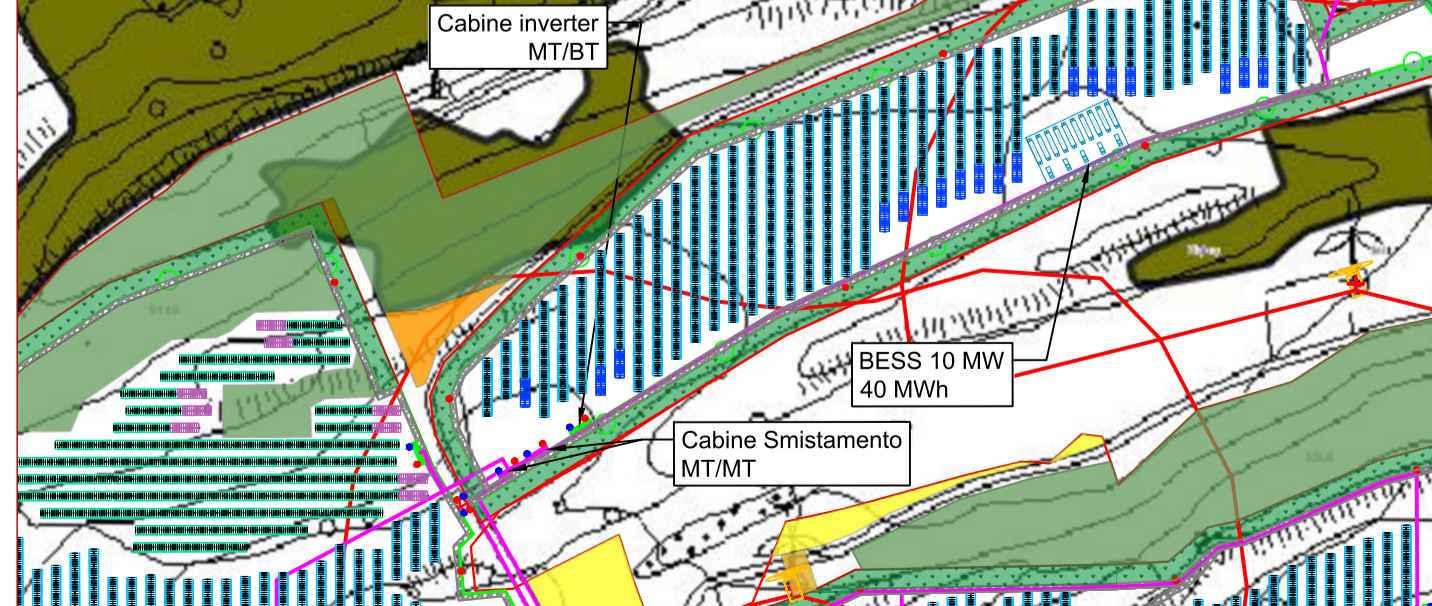 Cabine inverter
MT/BT
BESS 10 MW
40 MWh
Cabine Smistamento
MT/MT